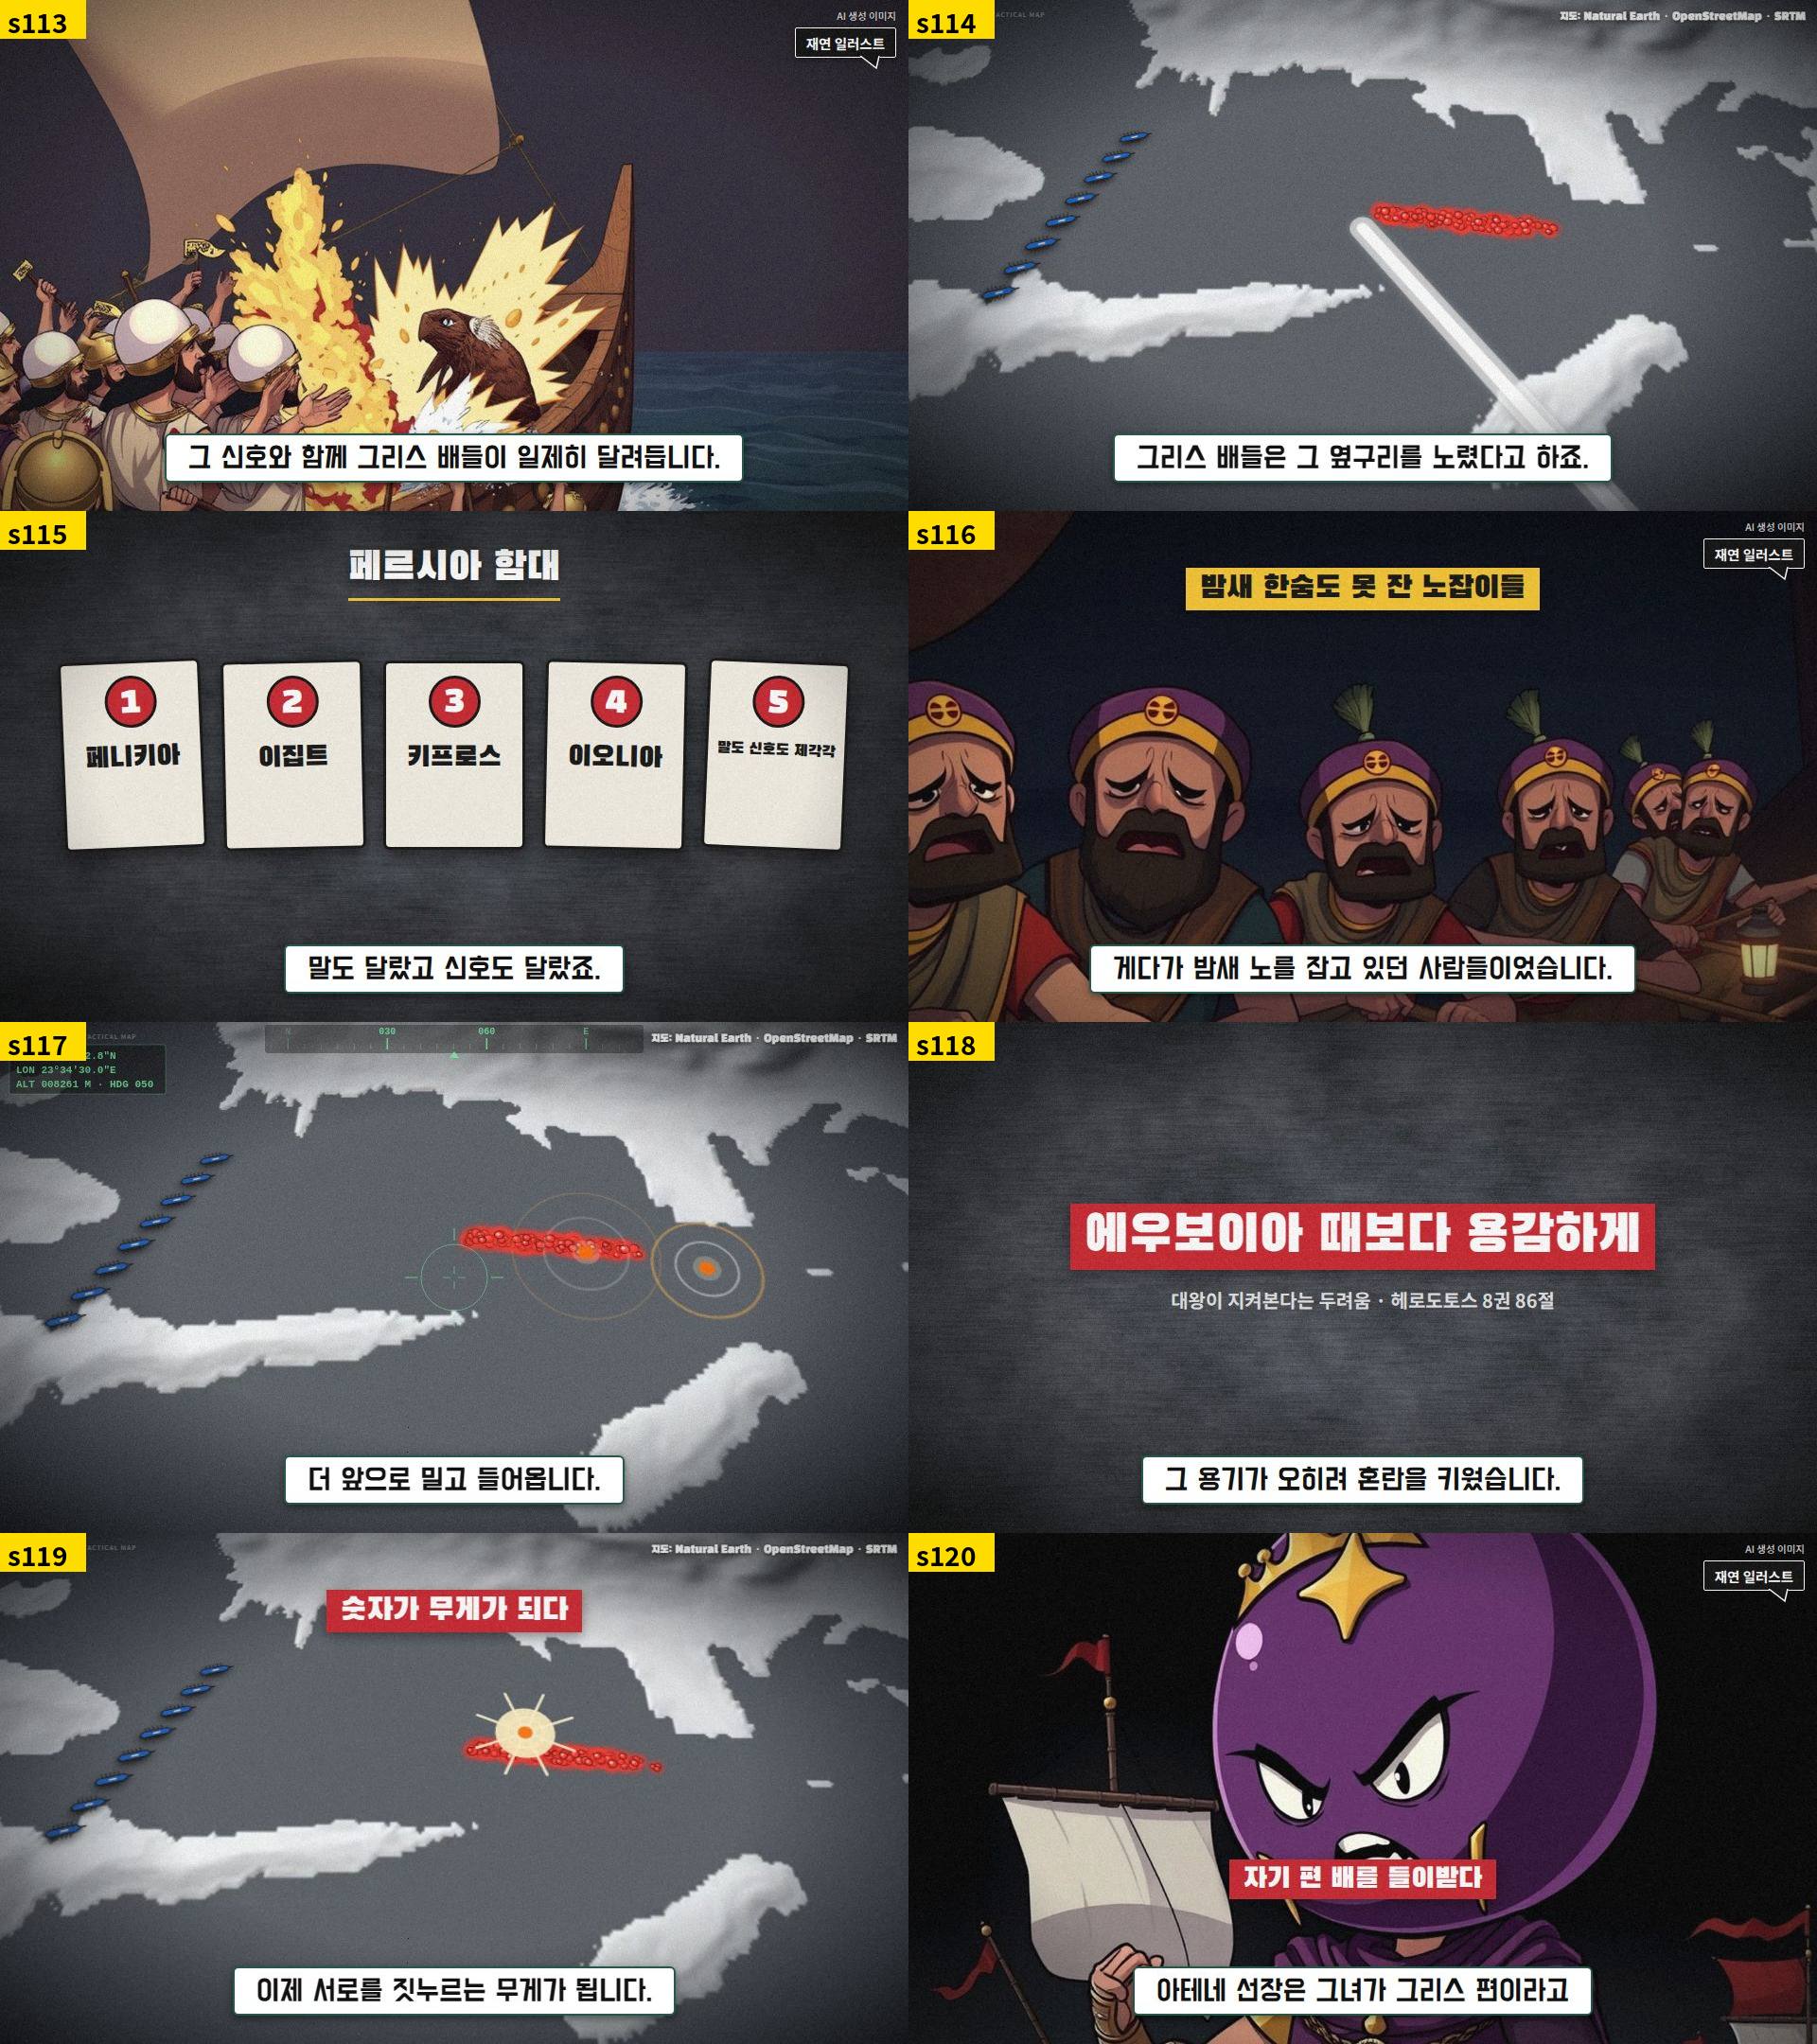 s113
AI 생성 이미지
재연 일러스트
그 신호와 함께 그리스 배들이 일제히 달려듭니다.
s114
ACTICAL MAP
지도: Natural Earth · OpenStreetMap · SRTM
그리스 배들은 그 옆구리를 노렸다고 하죠.
s115
페르시아 함대
1
페니키아
2
이집트
3
키프로스
4
이오니아
5
말도 신호도 제각각
말도 달랐고 신호도 달랐죠.
s116
AI 생성 이미지
재연 일러스트
밤새 한숨도 못 잔 노잡이들
게다가 밤새 노를 잡고 있던 사람들이었습니다.
s117
ACTICAL MAP
2.8"N
LON 23°34'30.0"E
ALT 008261 M · HDG 050
N 030 060 E
지도: Natural Earth · OpenStreetMap · SRTM
더 앞으로 밀고 들어옵니다.
s118
에우보이아 때보다 용감하게
대왕이 지켜본다는 두려움 · 헤로도토스 8권 86절
그 용기가 오히려 혼란을 키웠습니다.
s119
ACTICAL MAP
지도: Natural Earth · OpenStreetMap · SRTM
숫자가 무게가 되다
이제 서로를 짓누르는 무게가 됩니다.
s120
AI 생성 이미지
재연 일러스트
자기 편 배를 들이받다
아테네 선장은 그녀가 그리스 편이라고